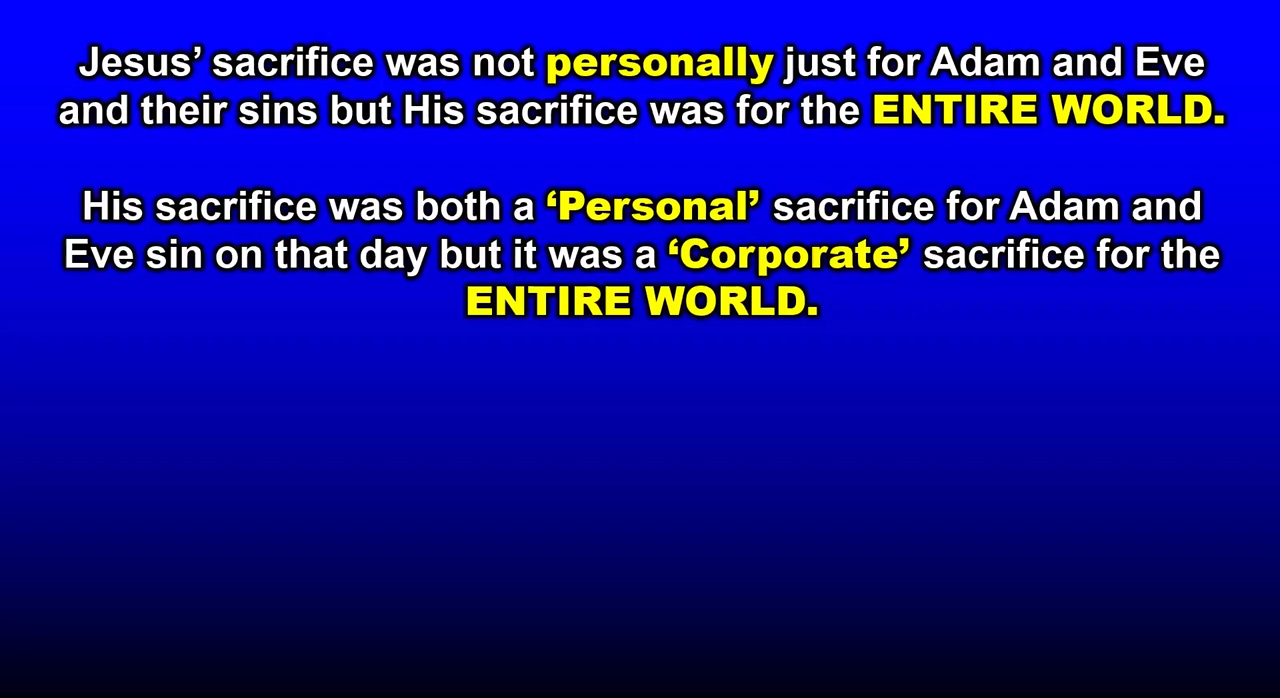 Jesus’ sacrifice was not personally just for Adam and Eve
and their sins but His sacrifice was for the ENTIRE WORLD.
His sacrifice was both a ‘Personal’ sacrifice for Adam and
Eve sin on that day but it was a ‘Corporate’ sacrifice for the
ENTIRE WORLD.